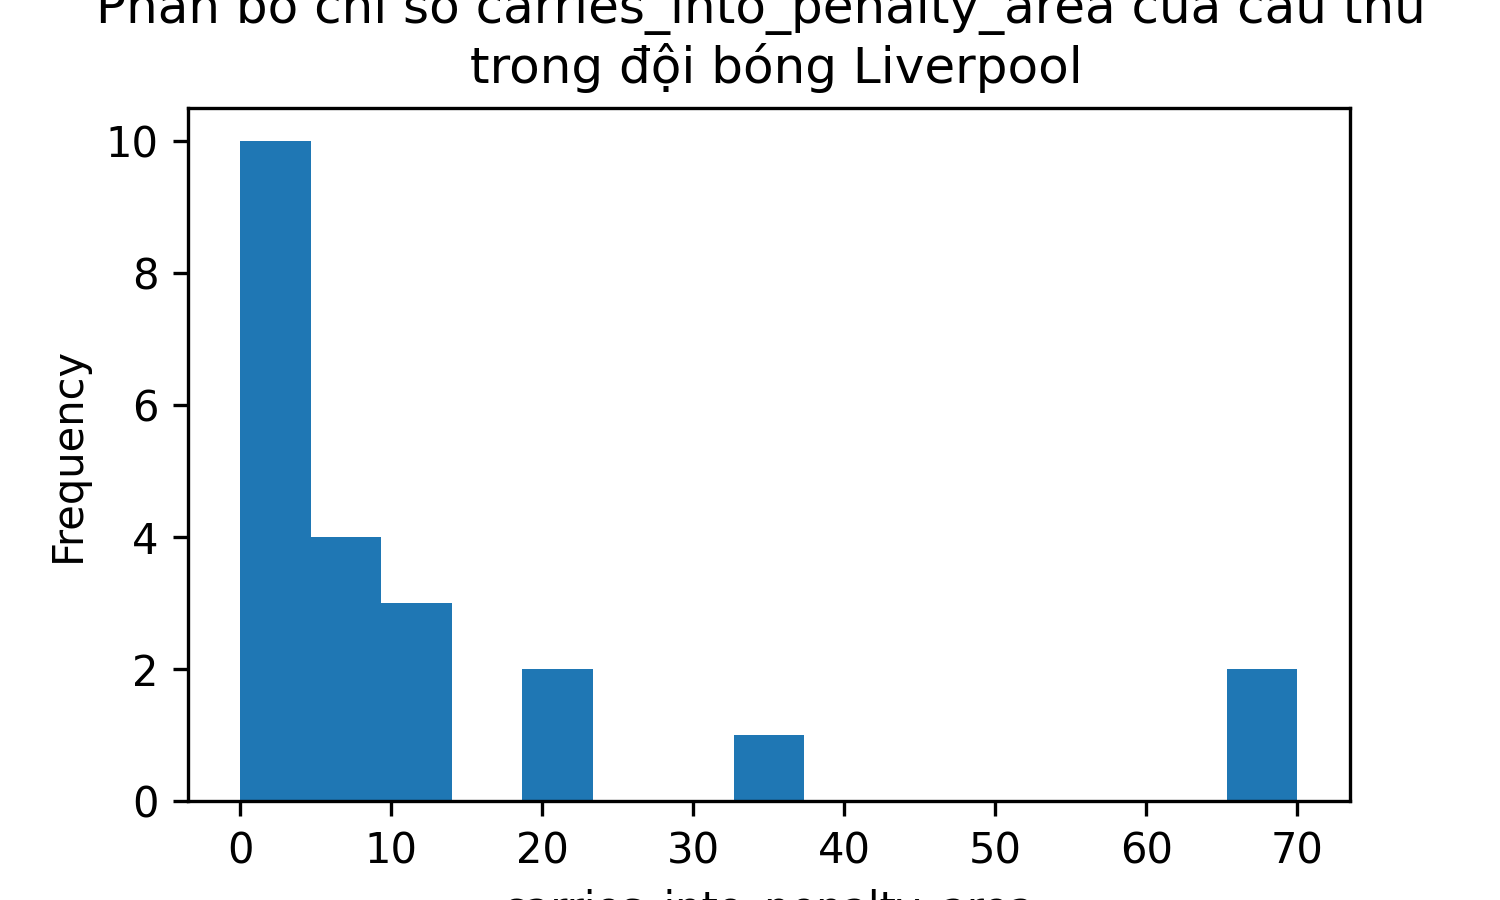 Phân bố chỉ số carries_into_penalty_area của cầu thủ
trong đội bóng Liverpool
10
8
6
4
2
0
Frequency
0 10 20 30 40 50 60 70
carries_into_penalty_area